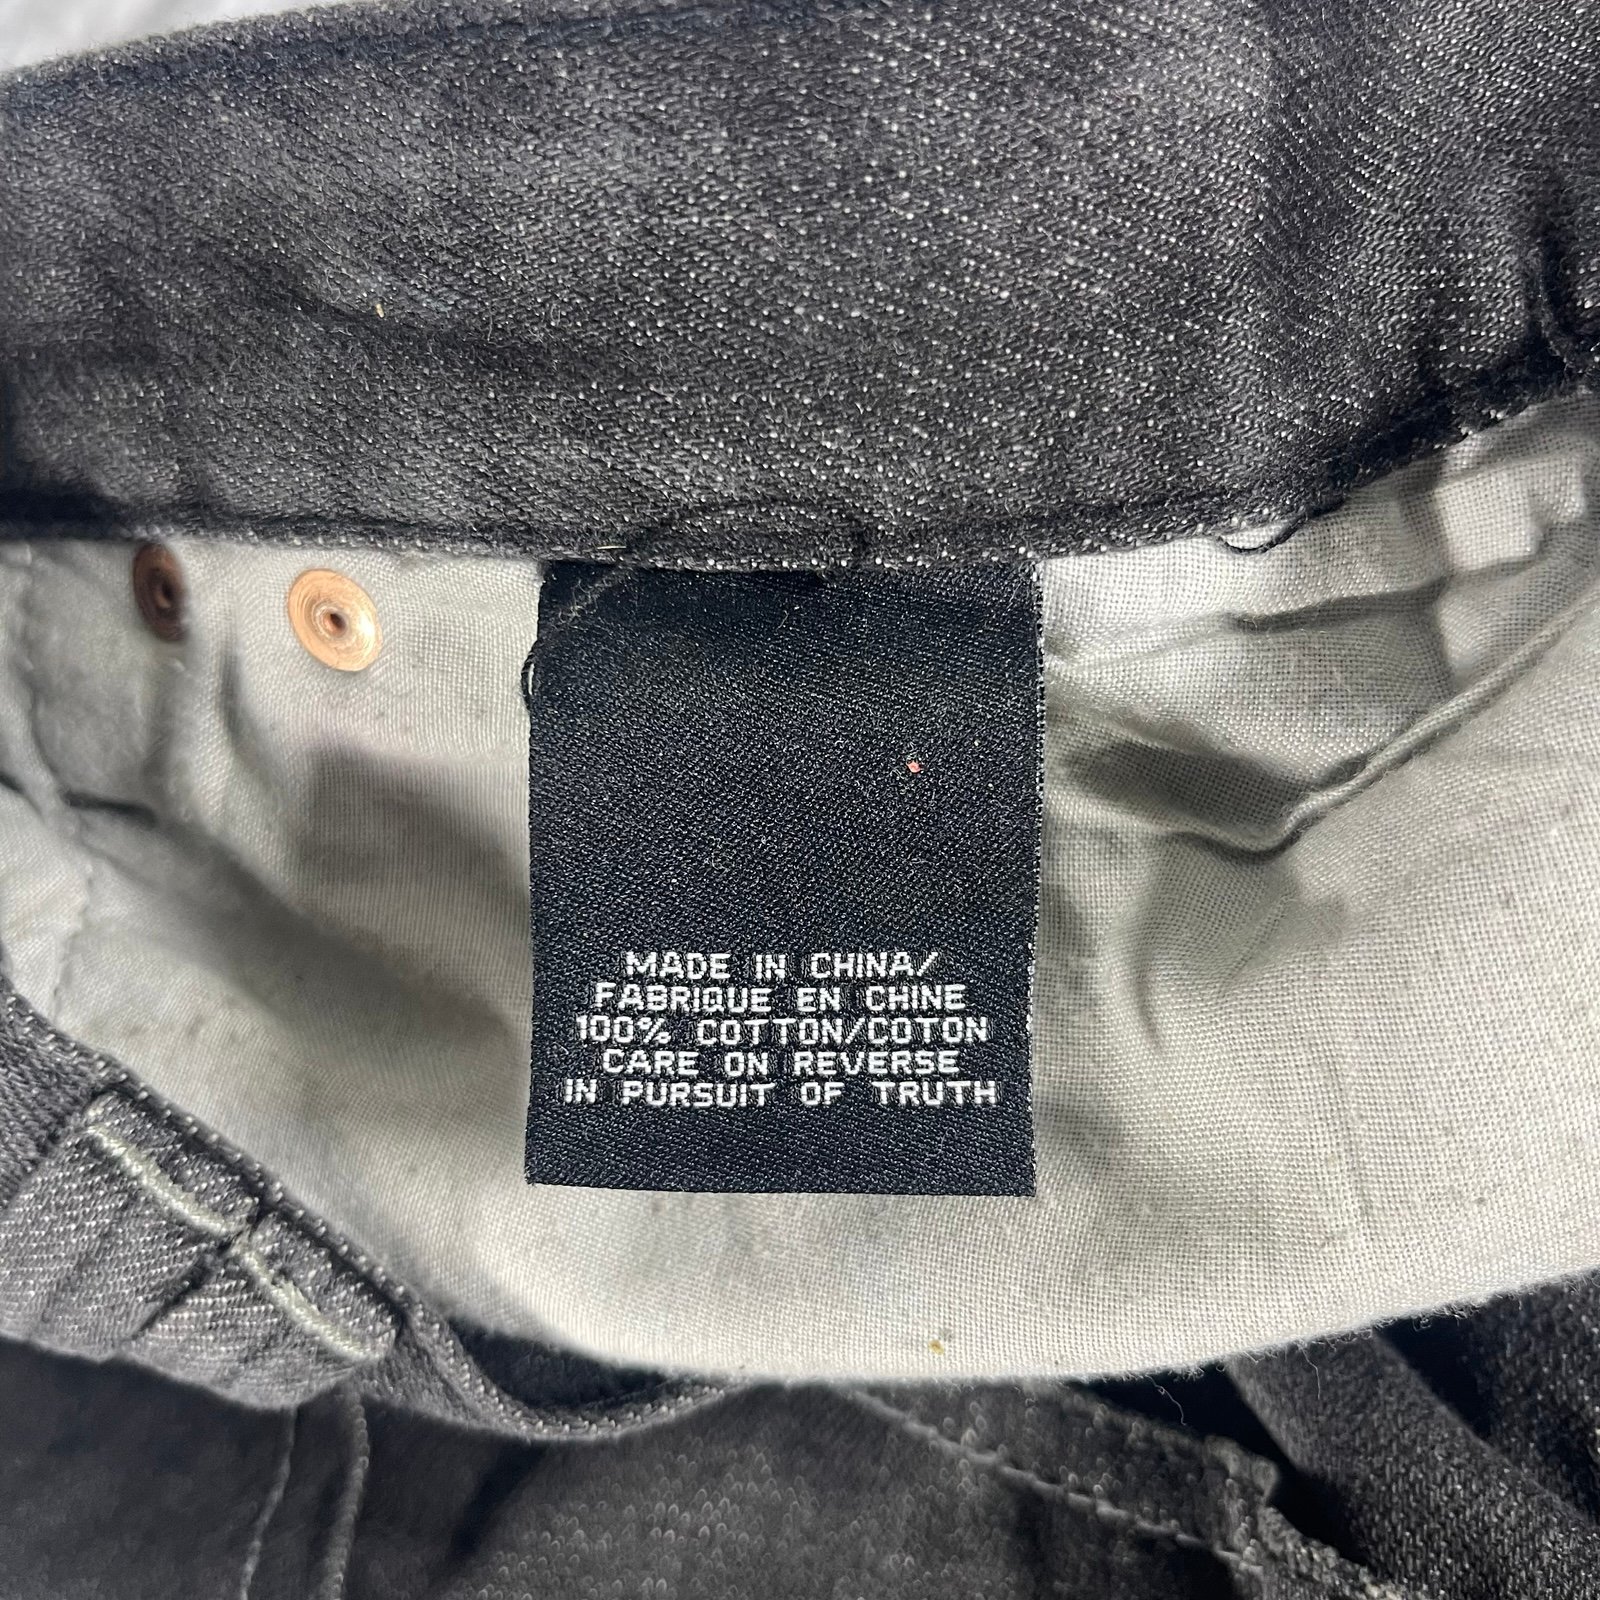 MADE IN CHINA/
FABRIQUE EN CHINE
100% COTTON/COTON
CARE ON REVERSE
IN PURSUIT OF TRUTH